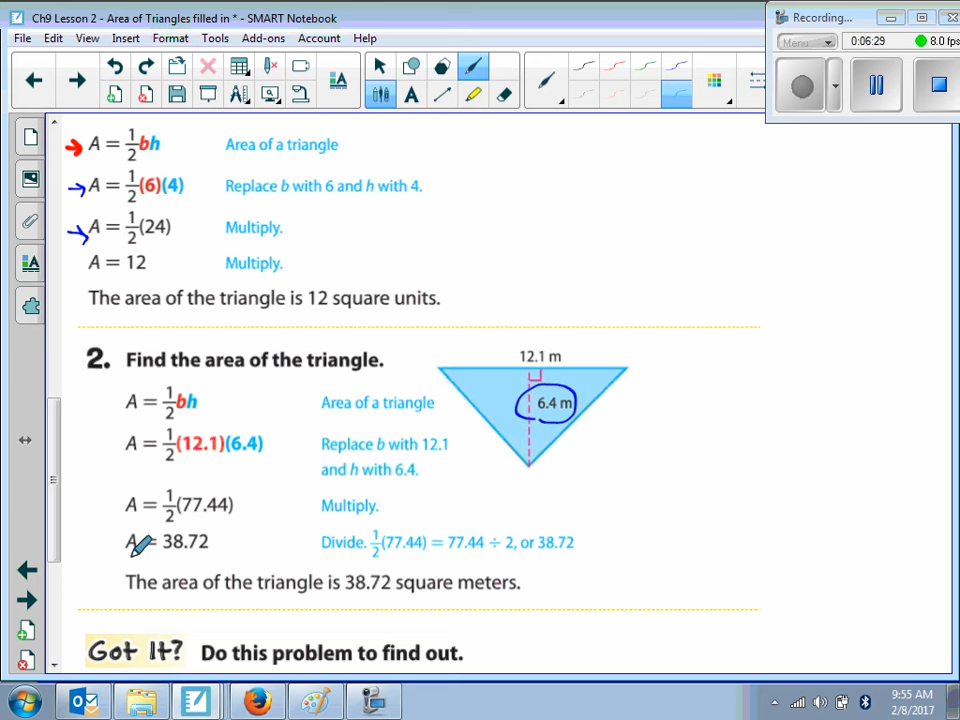 Ch9 Lesson 2 - Area of Triangles filled in * - SMART Notebook
Recording...
File Edit View Insert Format Tools Add-ons Account Help
Menu
0:06:29
8.0 fps
A = 1/2 bh Area of a triangle
A = 1/2 (6)(4) Replace b with 6 and h with 4.
A = 1/2 (24) Multiply.
A = 12 Multiply.
The area of the triangle is 12 square units.
2. Find the area of the triangle.
12.1 m
6.4 m
A = 1/2 bh Area of a triangle
A = 1/2 (12.1)(6.4) Replace b with 12.1
and h with 6.4.
A = 1/2 (77.44) Multiply.
A = 38.72 Divide. 1/2 (77.44) = 77.44 ÷ 2, or 38.72
The area of the triangle is 38.72 square meters.
Got It? Do this problem to find out.
9:55 AM
2/8/2017